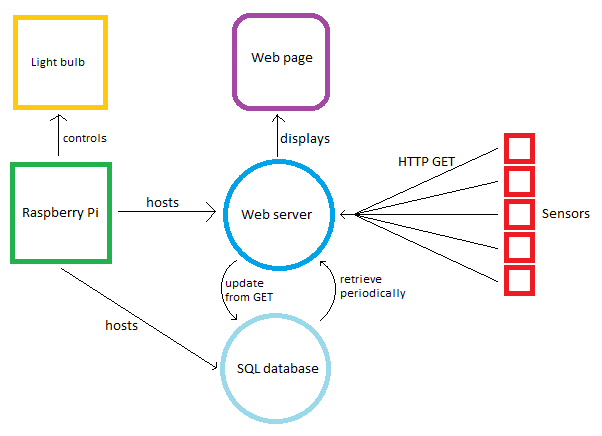 Light bulb
Web page
controls
displays
HTTP GET
Raspberry Pi
hosts
Web server
Sensors
update
from GET
retrieve
periodically
hosts
SQL database